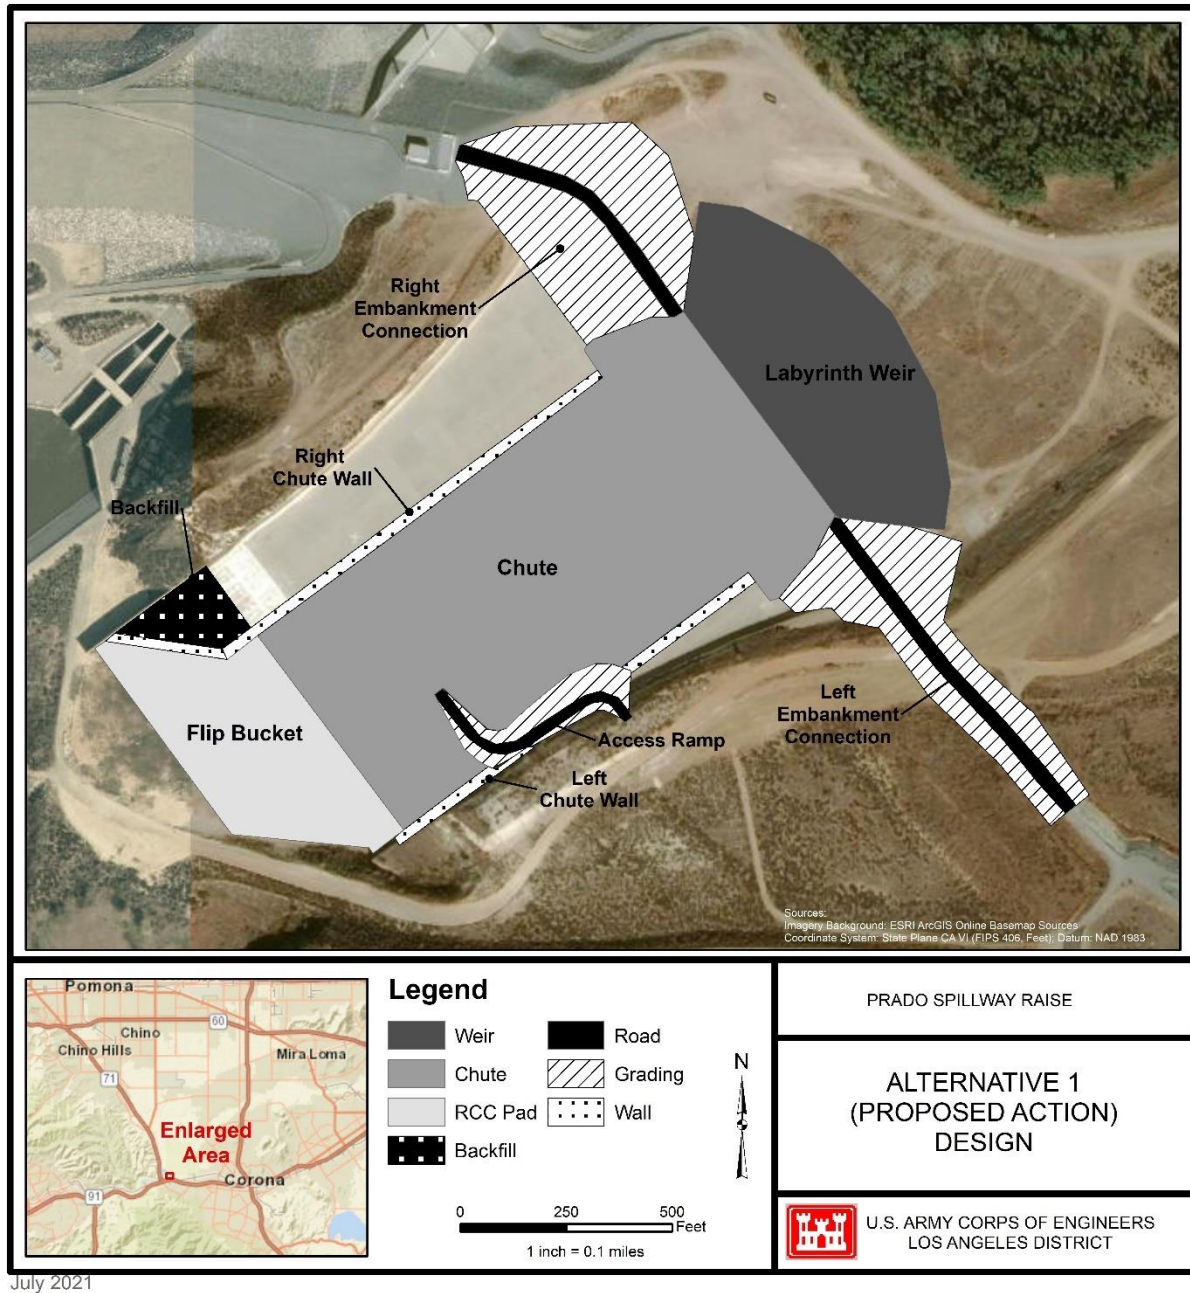 Right
Embankment
Connection
Labyrinth Weir
Right
Chute Wall
Backfill
Chute
Flip Bucket
Left
Embankment
Connection
Access Ramp
Left
Chute Wall
Sources:
Imagery Background: ESRI ArcGIS Online Basemap Sources
Coordinate System: State Plane CA VI (FIPS 406, Feet); Datum: NAD 1983
Pomona
60
Chino
Chino Hills
Mira Loma
71
Enlarged
Area
Corona
91
Legend
Weir
Chute
RCC Pad
Backfill
Road
Grading
Wall
N
0 250 500
Feet
1 inch = 0.1 miles
PRADO SPILLWAY RAISE
ALTERNATIVE 1
(PROPOSED ACTION)
DESIGN
U.S. ARMY CORPS OF ENGINEERS
LOS ANGELES DISTRICT
July 2021